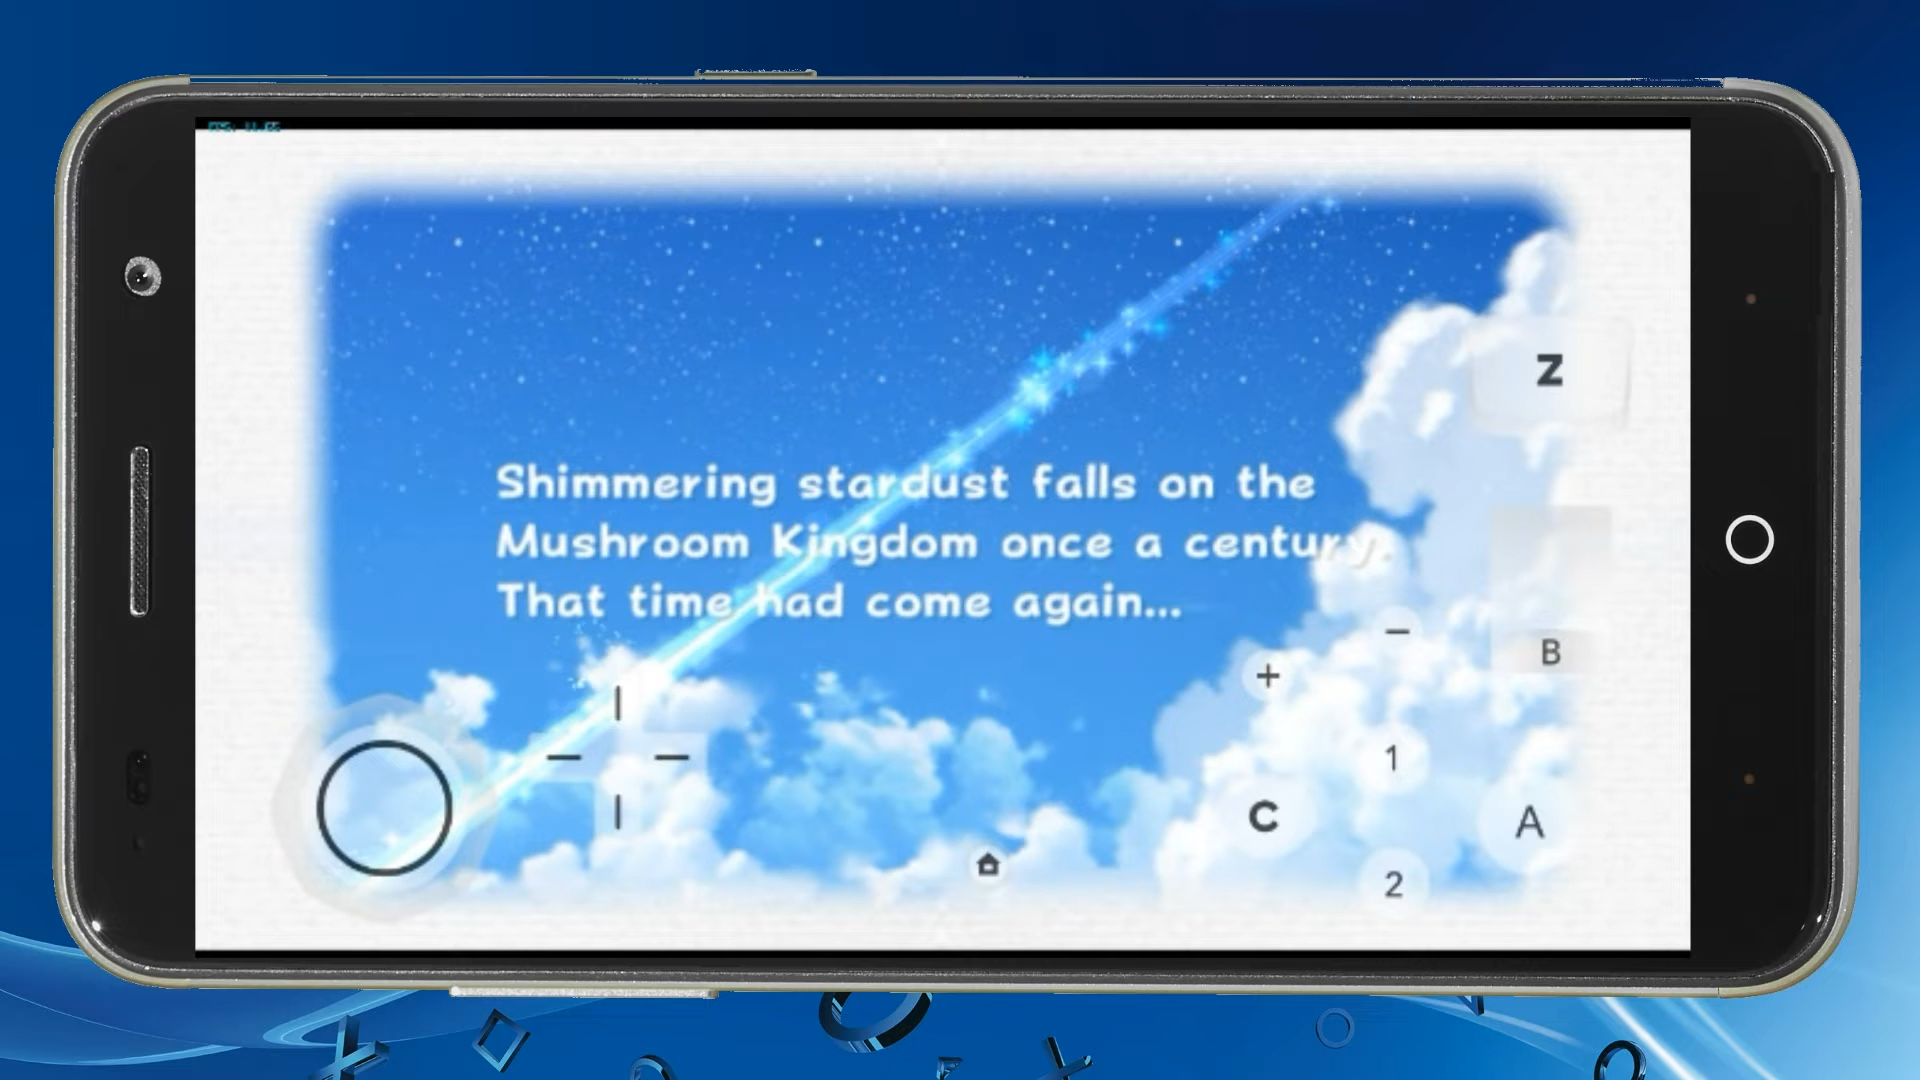 Shimmering stardust falls on the
Mushroom Kingdom once a century.
That time had come again...
Z
B
−
+
1
C
A
2